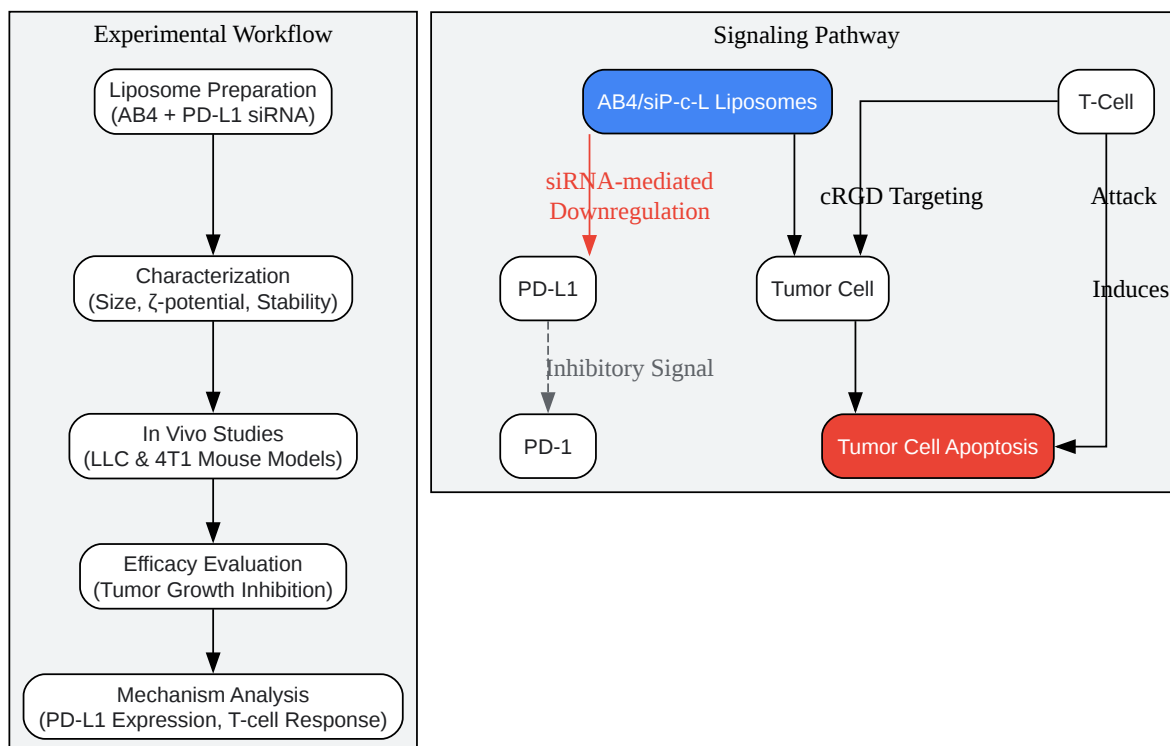 Experimental Workflow
Liposome Preparation
(AB4 + PD-L1 siRNA)
Characterization
(Size, ζ-potential, Stability)
In Vivo Studies
(LLC & 4T1 Mouse Models)
Efficacy Evaluation
(Tumor Growth Inhibition)
Mechanism Analysis
(PD-L1 Expression, T-cell Response)
Signaling Pathway
AB4/siP-c-L Liposomes
T-Cell
siRNA-mediated
Downregulation
cRGD Targeting
Attack
PD-L1
Tumor Cell
Induces
Inhibitory Signal
PD-1
Tumor Cell Apoptosis